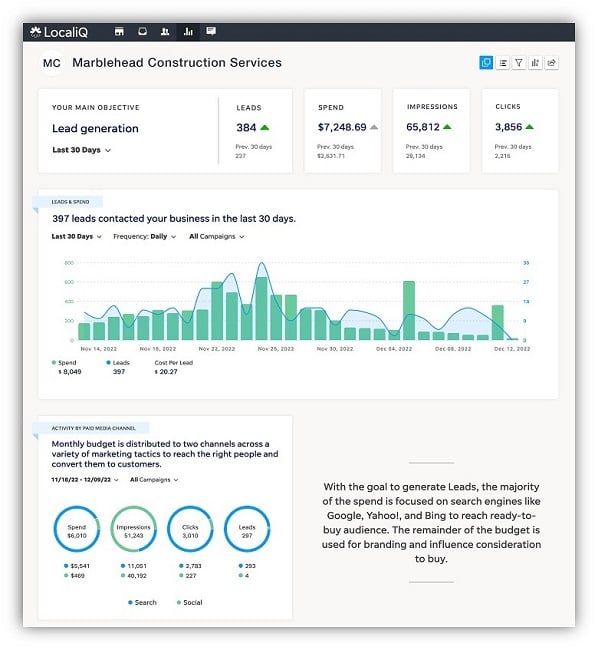 LocaliQ
MC Marblehead Construction Services
YOUR MAIN OBJECTIVE
Lead generation
Last 30 Days
LEADS
384
Prev. 30 days
237
SPEND
$7,248.69
Prev. 30 days
$2,631.71
IMPRESSIONS
65,812
Prev. 30 days
29,134
CLICKS
3,856
Prev. 30 days
2,216
LEADS & SPEND
397 leads contacted your business in the last 30 days.
Last 30 Days Frequency: Daily All Campaigns
800 36
600 27
400 18
200 9
0 0
Nov 14, 2022 Nov 18, 2022 Nov 22, 2022 Nov 26, 2022 Nov 30, 2022 Dec 04, 2022 Dec 08, 2022 Dec 12, 2022
Spend Leads Cost Per Lead
$ 8,049 397 $ 20.27
ACTIVITY BY PAID MEDIA CHANNEL
Monthly budget is distributed to two channels across a
variety of marketing tactics to reach the right people and
convert them to customers.
11/18/22 - 12/09/22 All Campaigns
Spend Impressions Clicks Leads
$6,010 51,243 3,010 297
$5,541 11,051 2,783 293
$469 40,192 227 4
Search Social
With the goal to generate Leads, the majority
of the spend is focused on search engines like
Google, Yahoo!, and Bing to reach ready-to-
buy audience. The remainder of the budget is
used for branding and influence consideration
to buy.